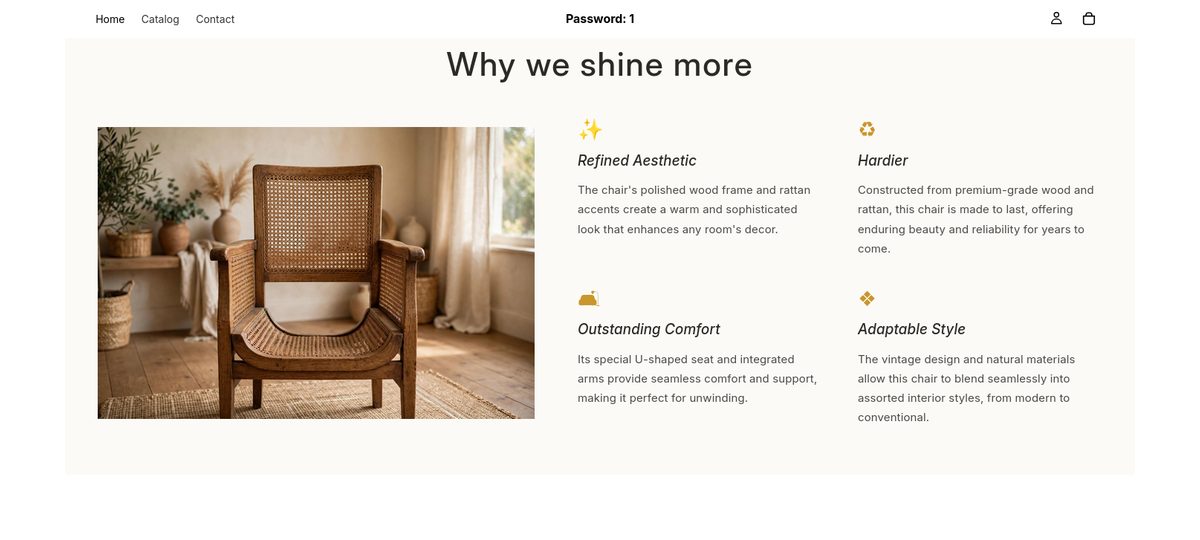 Home Catalog Contact
Password: 1
Why we shine more
Refined Aesthetic
The chair's polished wood frame and rattan
accents create a warm and sophisticated
look that enhances any room's decor.
Hardier
Constructed from premium-grade wood and
rattan, this chair is made to last, offering
enduring beauty and reliability for years to
come.
Outstanding Comfort
Its special U-shaped seat and integrated
arms provide seamless comfort and support,
making it perfect for unwinding.
Adaptable Style
The vintage design and natural materials
allow this chair to blend seamlessly into
assorted interior styles, from modern to
conventional.